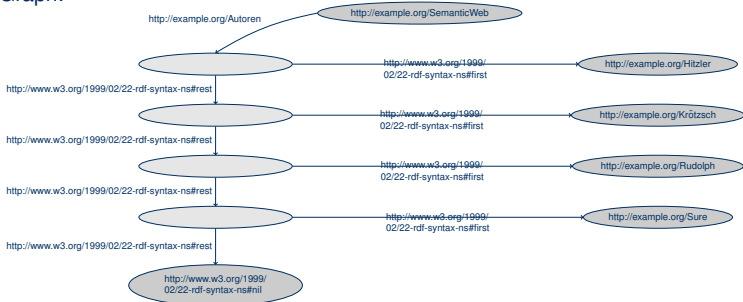 Graph:
http://example.org/Autoren
http://example.org/SemanticWeb
http://www.w3.org/1999/
02/22-rdf-syntax-ns#first
http://example.org/Hitzler
http://www.w3.org/1999/02/22-rdf-syntax-ns#rest
http://www.w3.org/1999/
02/22-rdf-syntax-ns#first
http://example.org/Krötzsch
http://www.w3.org/1999/02/22-rdf-syntax-ns#rest
http://www.w3.org/1999/
02/22-rdf-syntax-ns#first
http://example.org/Rudolph
http://www.w3.org/1999/02/22-rdf-syntax-ns#rest
http://www.w3.org/1999/
02/22-rdf-syntax-ns#first
http://example.org/Sure
http://www.w3.org/1999/02/22-rdf-syntax-ns#rest
http://www.w3.org/1999/
02/22-rdf-syntax-ns#nil